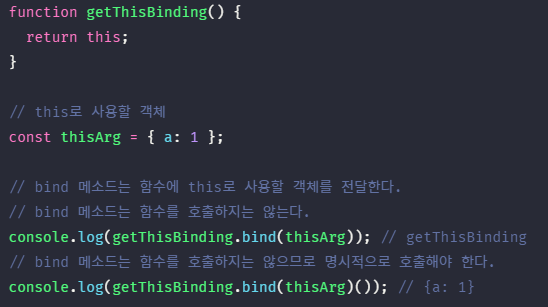 function getThisBinding() {
  return this;
}
// this로 사용할 객체
const thisArg = { a: 1 };
// bind 메소드는 함수에 this로 사용할 객체를 전달한다.
// bind 메소드는 함수를 호출하지는 않는다.
console.log(getThisBinding.bind(thisArg)); // getThisBinding
// bind 메소드는 함수를 호출하지는 않으므로 명시적으로 호출해야 한다.
console.log(getThisBinding.bind(thisArg)()); // {a: 1}